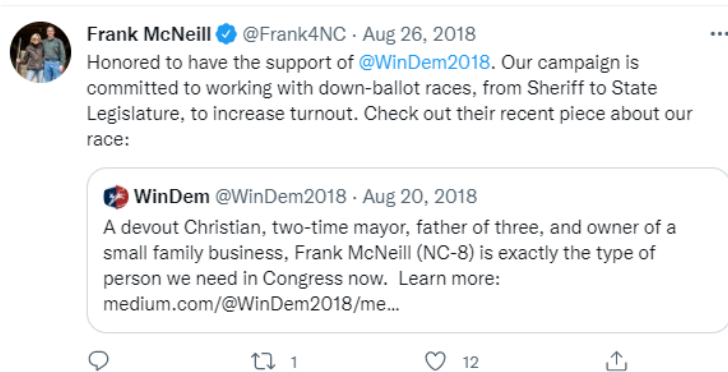 Frank McNeill @Frank4NC · Aug 26, 2018
Honored to have the support of @WinDem2018. Our campaign is
committed to working with down-ballot races, from Sheriff to State
Legislature, to increase turnout. Check out their recent piece about our
race:
WinDem @WinDem2018 · Aug 20, 2018
A devout Christian, two-time mayor, father of three, and owner of a
small family business, Frank McNeill (NC-8) is exactly the type of
person we need in Congress now. Learn more:
medium.com/@WinDem2018/me...
1 12